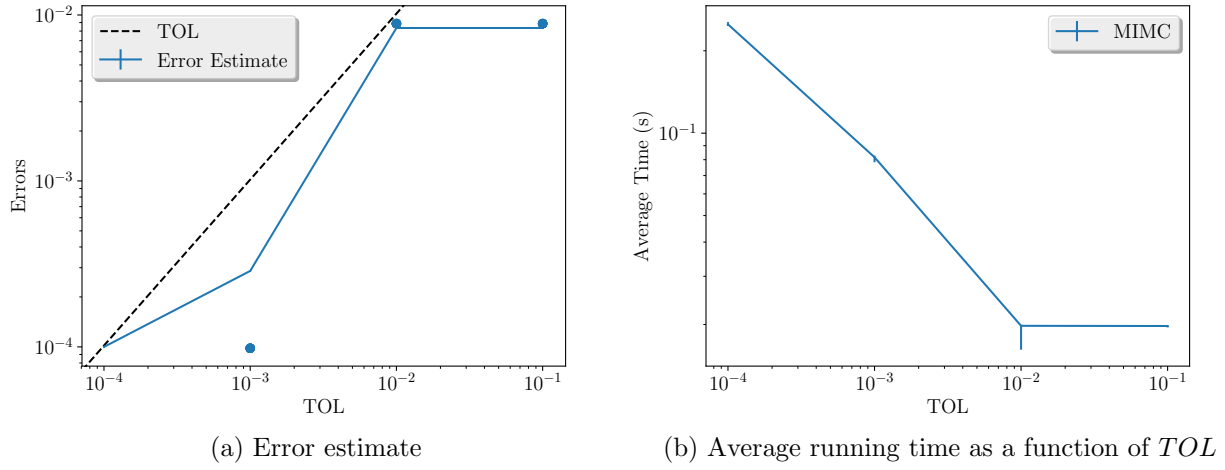 TOL
Error Estimate
10⁻²
10⁻³
10⁻⁴
Errors
10⁻⁴
10⁻³
10⁻²
10⁻¹
TOL
(a) Error estimate
MIMC
10⁻¹
Average Time (s)
10⁻⁴
10⁻³
10⁻²
10⁻¹
TOL
(b) Average running time as a function of TOL